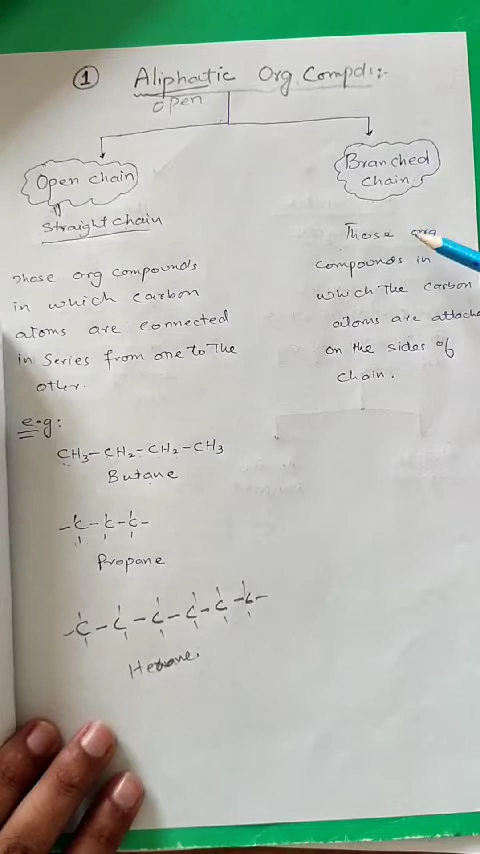 1 Aliphatic Org Compds:-
open
Open chain
Straight chain
Those org compounds
in which carbon
atoms are connected
in Series from one to The
other.
e.g:
CH₃-CH₂-CH₂-CH₃
Butane
-C-C-C-
Propane
-C-C-C-C-C-C-
Hexane.
Branched
chain.
Those org
compounds in
which The carbon
atoms are attache
on the sides of
chain.